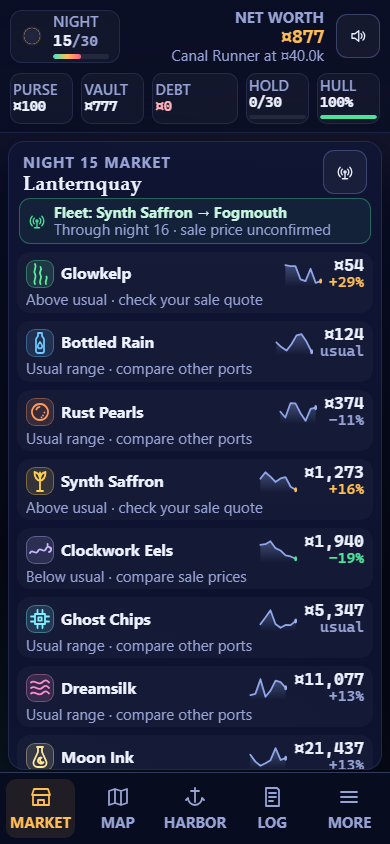 NIGHT
15/30
NET WORTH
¤877
Canal Runner at ¤40.0k
PURSE
¤100
VAULT
¤777
DEBT
¤0
HOLD
0/30
HULL
100%
NIGHT 15 MARKET
Lanternquay
Fleet: Synth Saffron → Fogmouth
Through night 16 · sale price unconfirmed
Glowkelp
¤54
+29%
Above usual · check your sale quote
Bottled Rain
¤124
usual
Usual range · compare other ports
Rust Pearls
¤374
−11%
Usual range · compare other ports
Synth Saffron
¤1,273
+16%
Above usual · check your sale quote
Clockwork Eels
¤1,940
−19%
Below usual · compare sale prices
Ghost Chips
¤5,347
usual
Usual range · compare other ports
Dreamsilk
¤11,077
+13%
Usual range · compare other ports
Moon Ink
¤21,437
+13%
MARKET
MAP
HARBOR
LOG
MORE